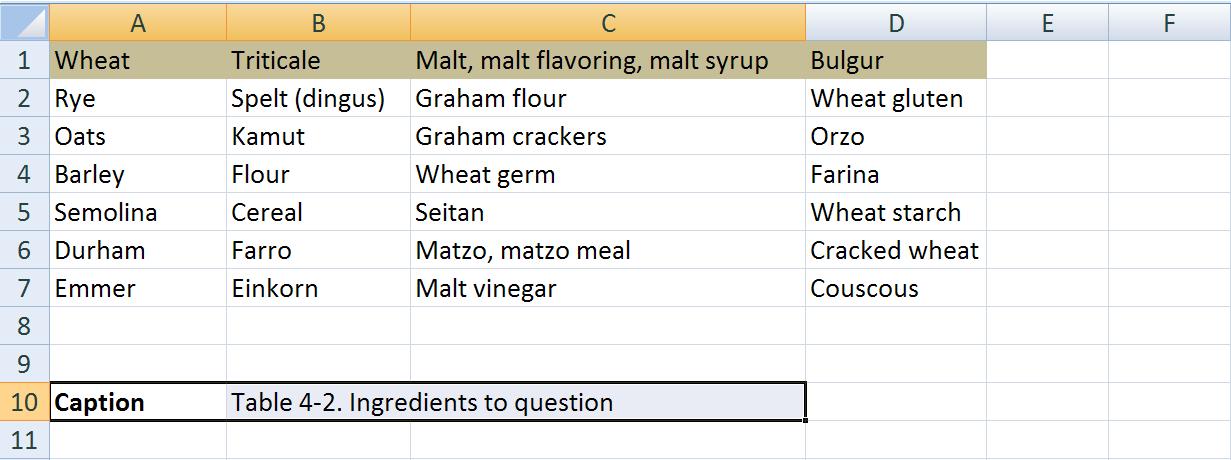 A B C D E F
1 Wheat Triticale Malt, malt flavoring, malt syrup Bulgur
2 Rye Spelt (dingus) Graham flour Wheat gluten
3 Oats Kamut Graham crackers Orzo
4 Barley Flour Wheat germ Farina
5 Semolina Cereal Seitan Wheat starch
6 Durham Farro Matzo, matzo meal Cracked wheat
7 Emmer Einkorn Malt vinegar Couscous
8
9
10 Caption Table 4-2. Ingredients to question
11